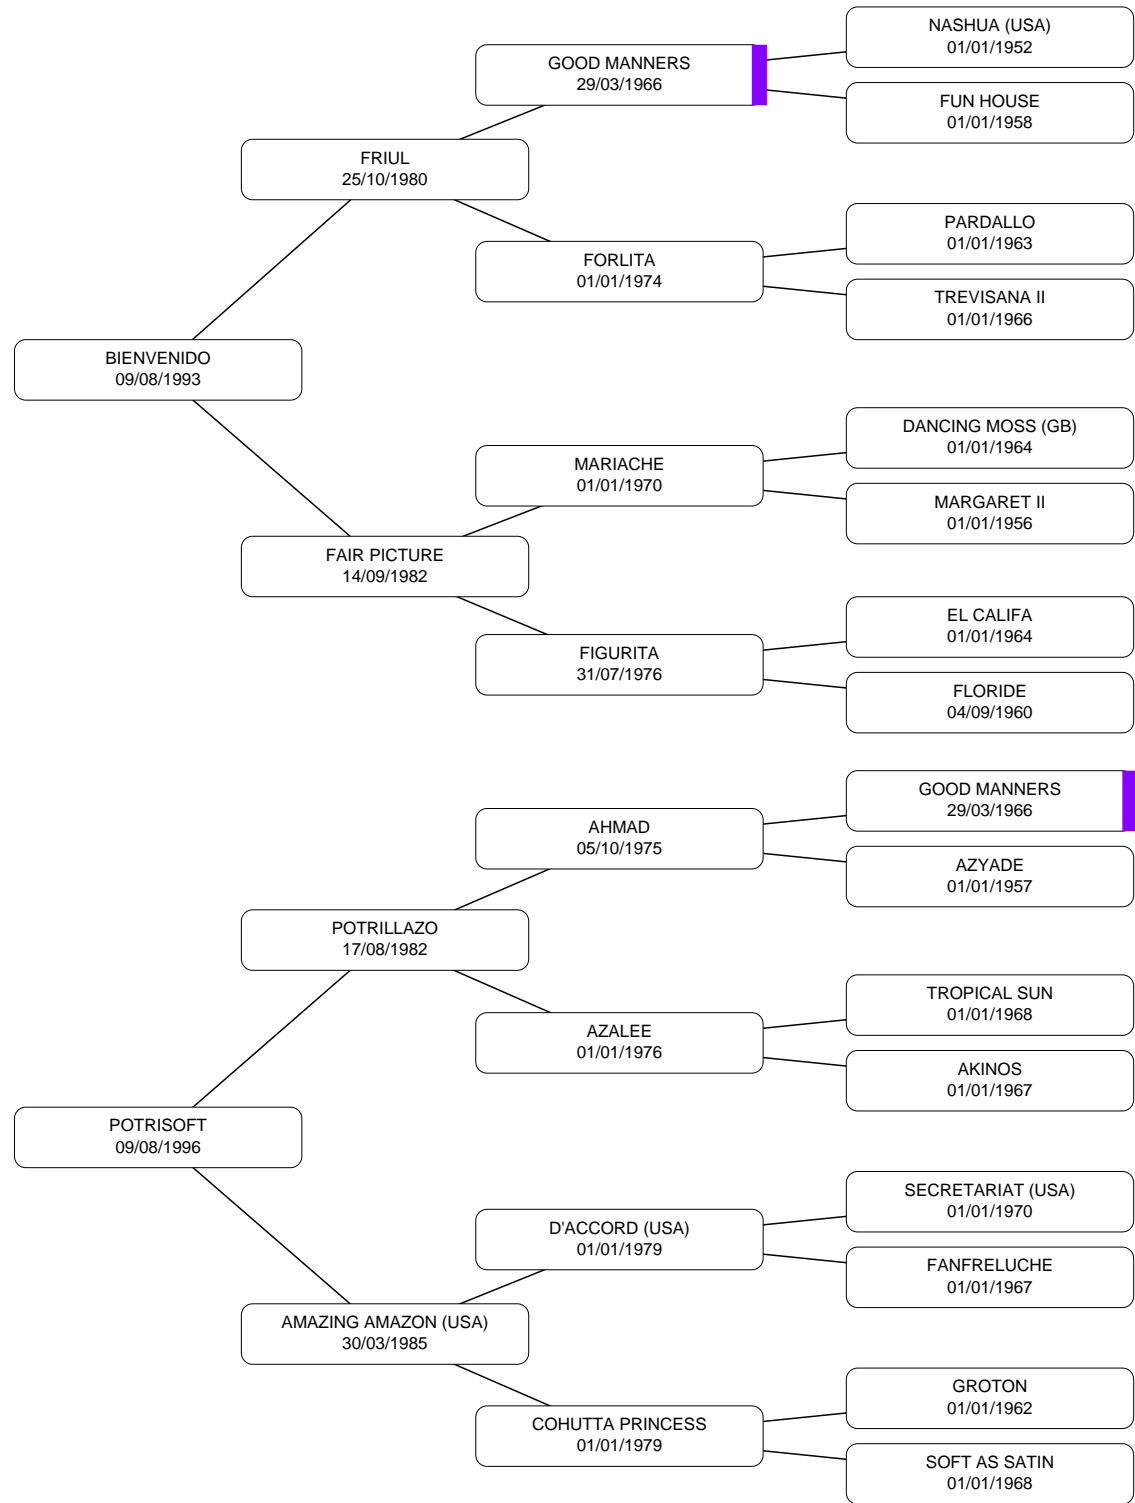 NASHUA (USA)
01/01/1952
GOOD MANNERS
29/03/1966
FUN HOUSE
01/01/1958
FRIUL
25/10/1980
PARDALLO
01/01/1963
FORLITA
01/01/1974
TREVISANA II
01/01/1966
BIENVENIDO
09/08/1993
DANCING MOSS (GB)
01/01/1964
MARIACHE
01/01/1970
MARGARET II
01/01/1956
FAIR PICTURE
14/09/1982
EL CALIFA
01/01/1964
FIGURITA
31/07/1976
FLORIDE
04/09/1960
GOOD MANNERS
29/03/1966
AHMAD
05/10/1975
AZYADE
01/01/1957
POTRILLAZO
17/08/1982
TROPICAL SUN
01/01/1968
AZALEE
01/01/1976
AKINOS
01/01/1967
POTRISOFT
09/08/1996
SECRETARIAT (USA)
01/01/1970
D'ACCORD (USA)
01/01/1979
FANFRELUCHE
01/01/1967
AMAZING AMAZON (USA)
30/03/1985
GROTON
01/01/1962
COHUTTA PRINCESS
01/01/1979
SOFT AS SATIN
01/01/1968